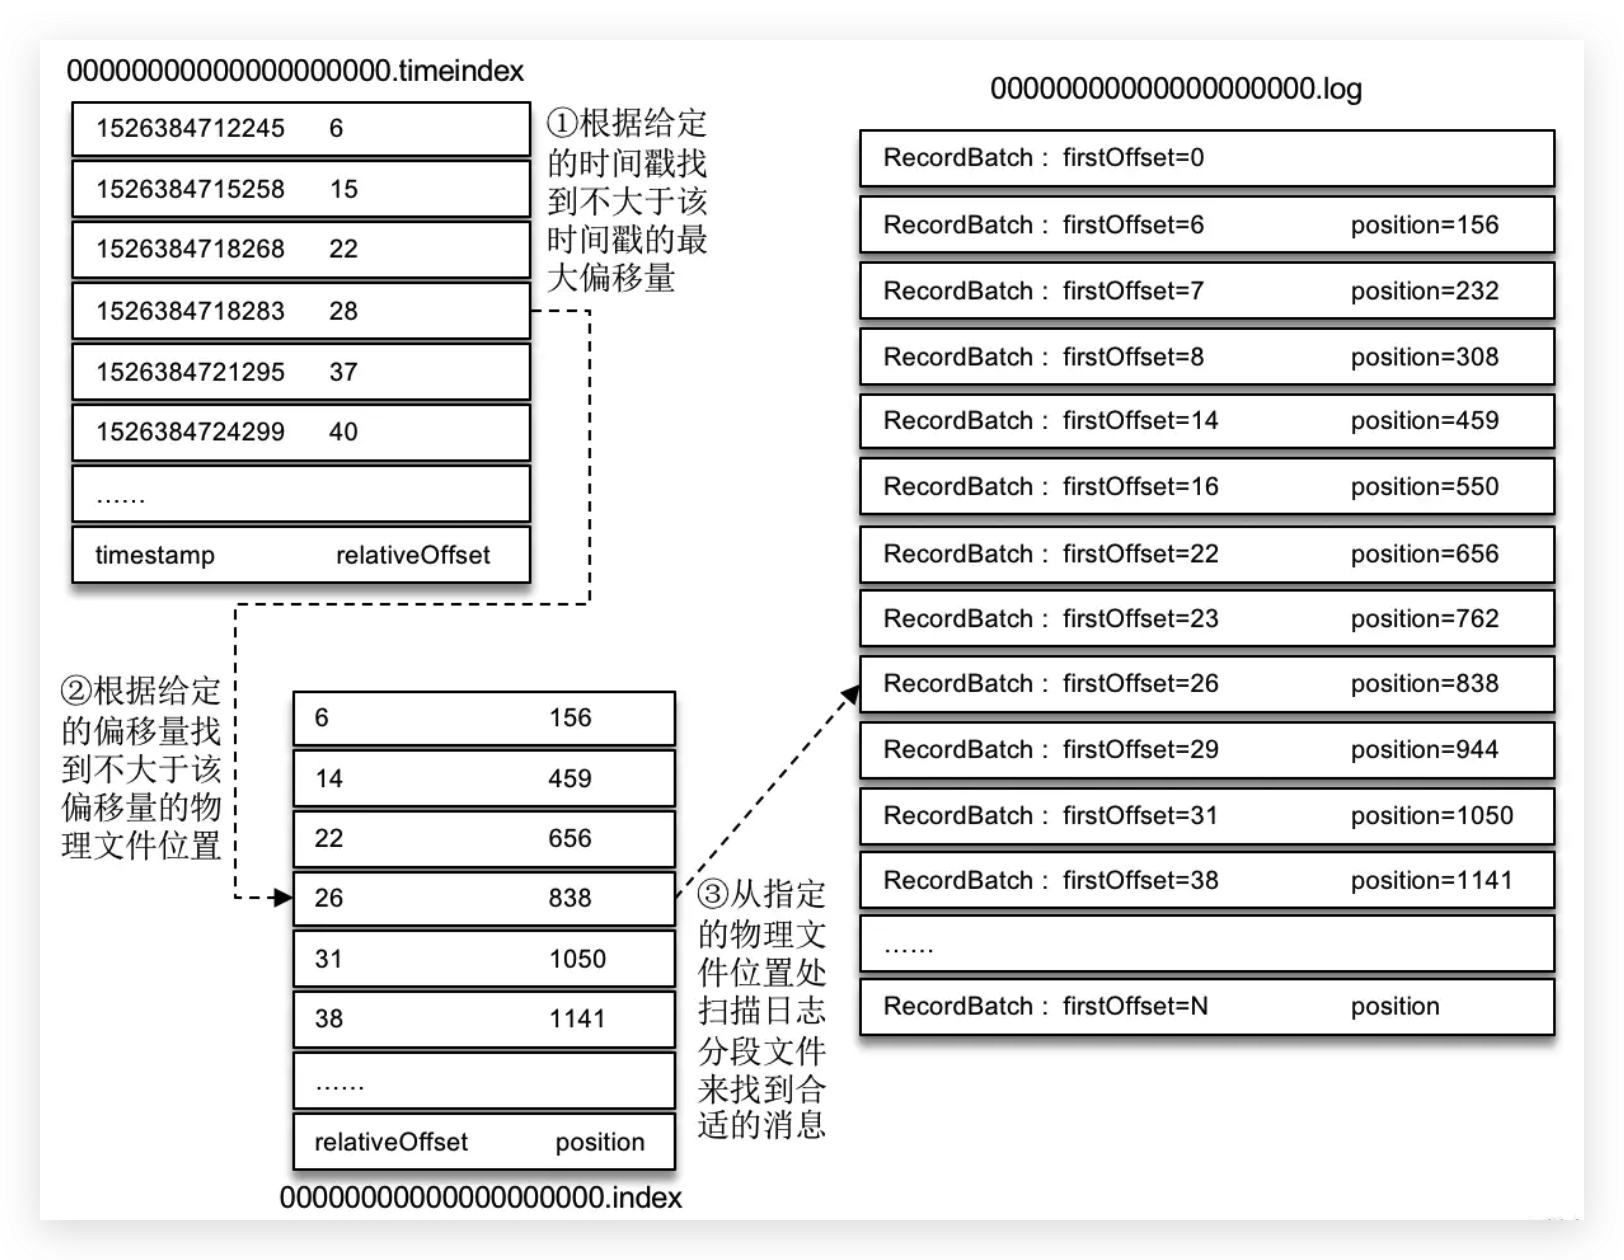 00000000000000000000.timeindex
1526384712245 6
1526384715258 15
1526384718268 22
1526384718283 28
1526384721295 37
1526384724299 40
……
timestamp relativeOffset
①根据给定
的时间戳找
到不大于该
时间戳的最
大偏移量
②根据给定
的偏移量找
到不大于该
偏移量的物
理文件位置
6 156
14 459
22 656
26 838
31 1050
38 1141
……
relativeOffset position
00000000000000000000.index
③从指定
的物理文
件位置处
扫描日志
分段文件
来找到合
适的消息
00000000000000000000.log
RecordBatch : firstOffset=0
RecordBatch : firstOffset=6 position=156
RecordBatch : firstOffset=7 position=232
RecordBatch : firstOffset=8 position=308
RecordBatch : firstOffset=14 position=459
RecordBatch : firstOffset=16 position=550
RecordBatch : firstOffset=22 position=656
RecordBatch : firstOffset=23 position=762
RecordBatch : firstOffset=26 position=838
RecordBatch : firstOffset=29 position=944
RecordBatch : firstOffset=31 position=1050
RecordBatch : firstOffset=38 position=1141
……
RecordBatch : firstOffset=N position